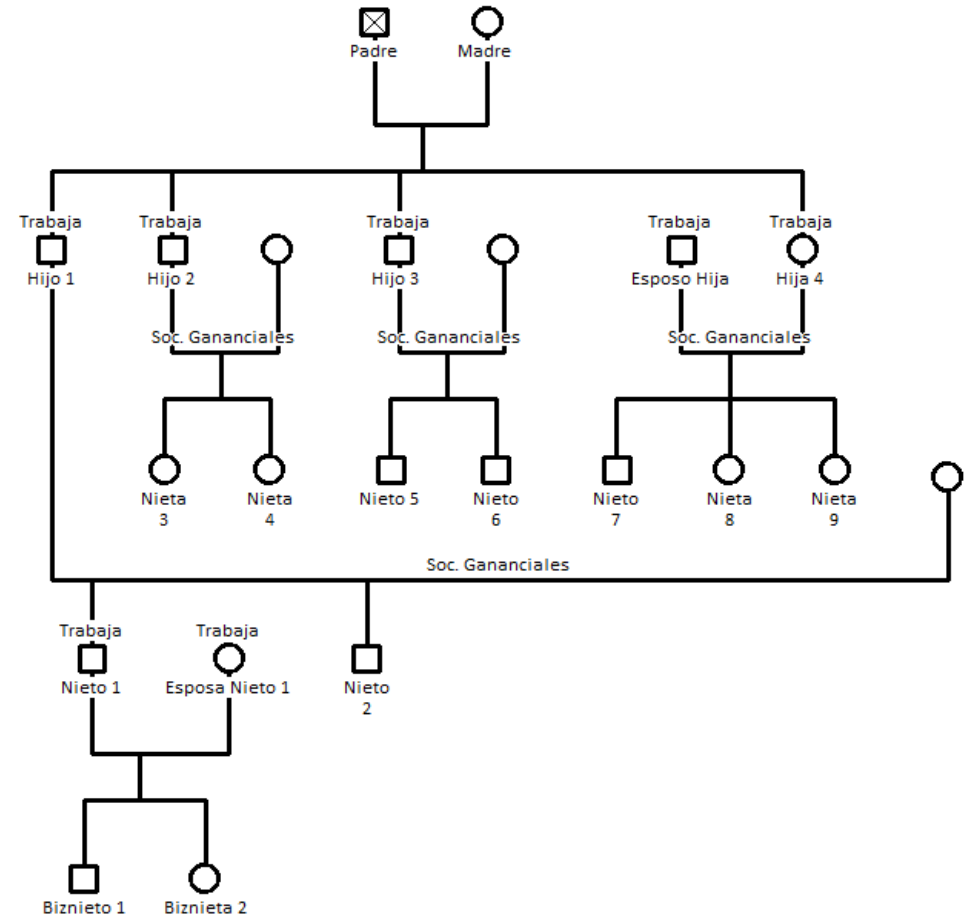 Padre
Madre
Trabaja
Trabaja
Trabaja
Trabaja
Trabaja
Hijo 1
Hijo 2
Hijo 3
Esposo Hija
Hija 4
Soc. Gananciales
Soc. Gananciales
Soc. Gananciales
Nieta
3
Nieta
4
Nieto 5
Nieto
6
Nieto
7
Nieta
8
Nieta
9
Soc. Gananciales
Trabaja
Trabaja
Nieto 1
Esposa Nieto 1
Nieto
2
Biznieto 1
Biznieta 2